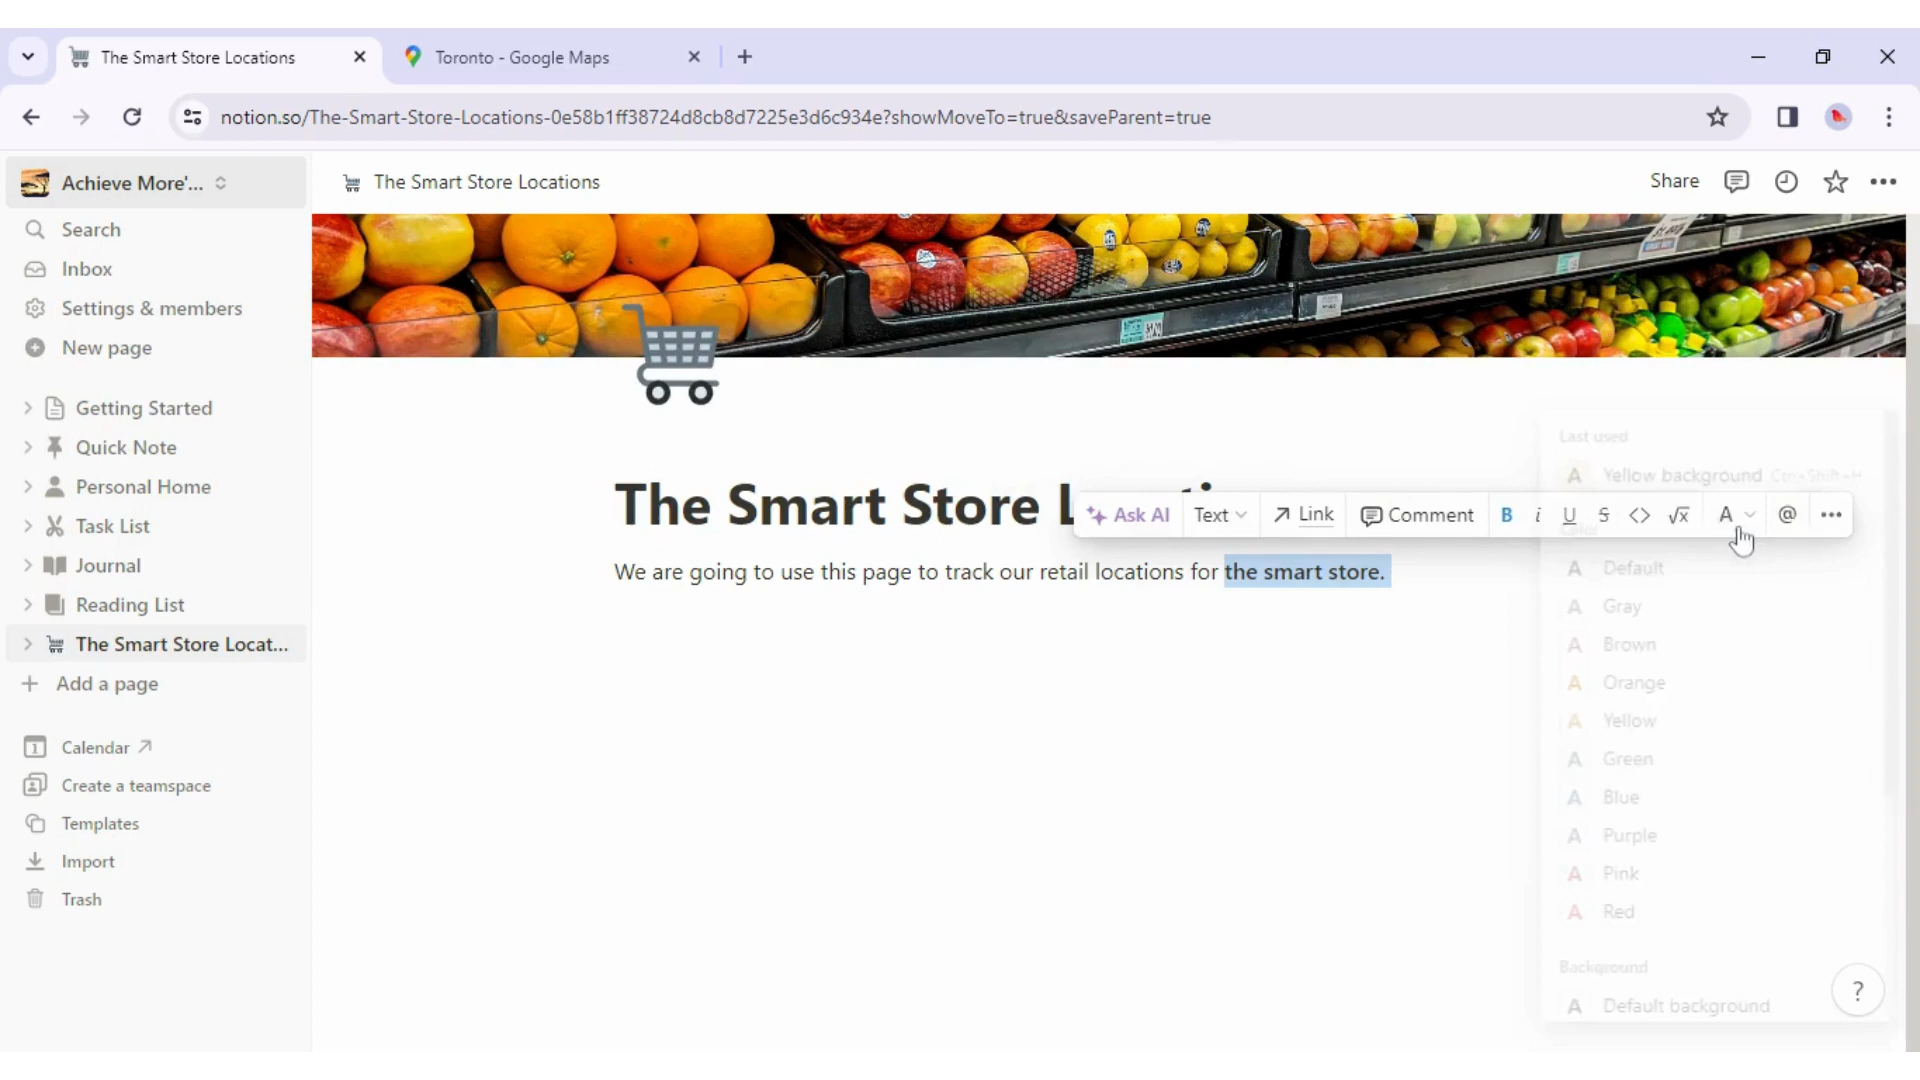 The Smart Store Locations
Toronto - Google Maps
notion.so/The-Smart-Store-Locations-0e58b1ff38724d8cb8d7225e3d6c934e?showMoveTo=true&saveParent=true
Achieve More'...
The Smart Store Locations
Share
Search
Inbox
Settings & members
New page
Getting Started
Quick Note
Personal Home
Task List
Journal
Reading List
The Smart Store Locat...
Add a page
Calendar
Create a teamspace
Templates
Import
Trash
The Smart Store
Ask AI Text Link Comment B i U S <> √x A @ •••
We are going to use this page to track our retail locations for the smart store.
Last used
A Yellow background Ctrl+Shift+H
Color
A Default
A Gray
A Brown
A Orange
A Yellow
A Green
A Blue
A Purple
A Pink
A Red
Background
A Default background
?